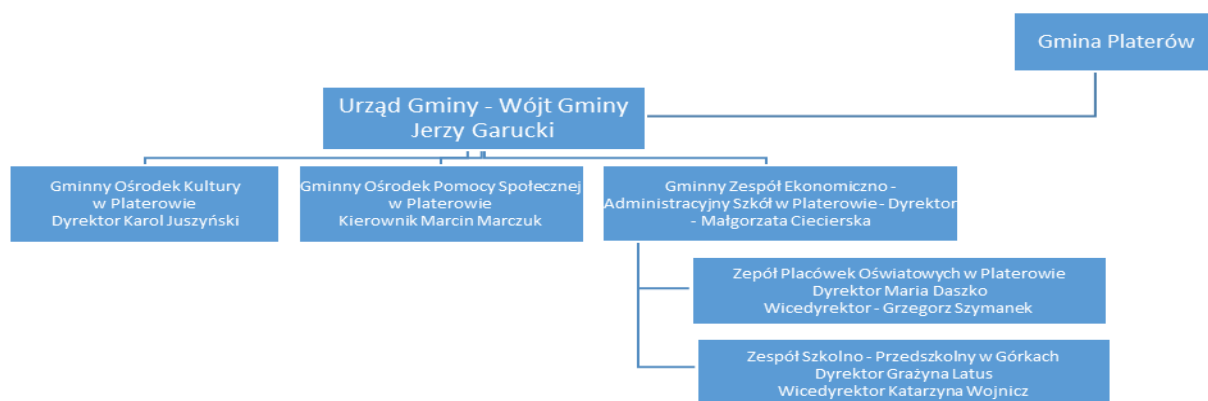 Gmina Platerów
Urząd Gminy - Wójt Gminy
Jerzy Garucki
Gminny Ośrodek Kultury
w Platerowie
Dyrektor Karol Juszyński
Gminny Ośrodek Pomocy Społecznej
w Platerowie
Kierownik Marcin Marczuk
Gminny Zespół Ekonomiczno -
Administracyjny Szkół w Platerowie - Dyrektor
- Małgorzata Ciecierska
Zepół Placówek Oświatowych w Platerowie
Dyrektor Maria Daszko
Wicedyrektor - Grzegorz Szymanek
Zespół Szkolno - Przedszkolny w Górkach
Dyrektor Grażyna Latus
Wicedyrektor Katarzyna Wojnicz